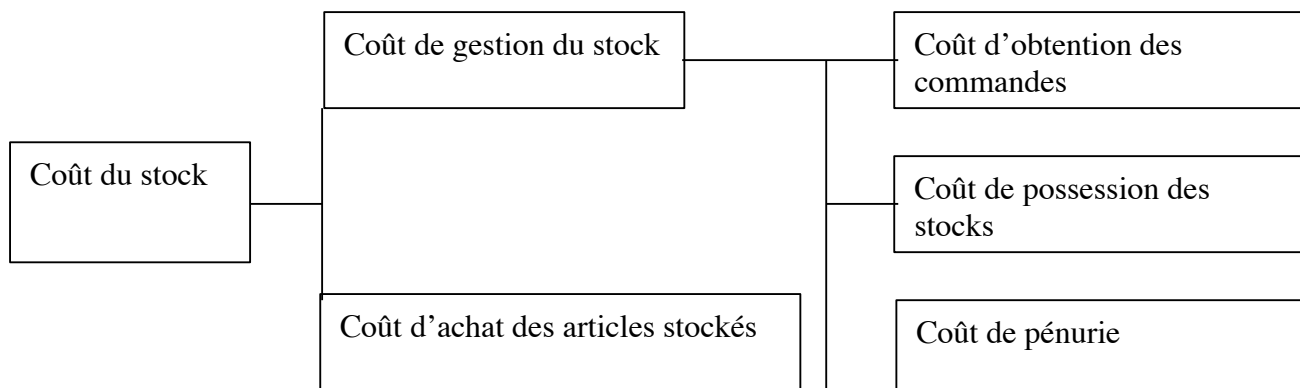 Coût de gestion du stock
Coût d’obtention des
commandes
Coût du stock
Coût de possession des
stocks
Coût d’achat des articles stockés
Coût de pénurie